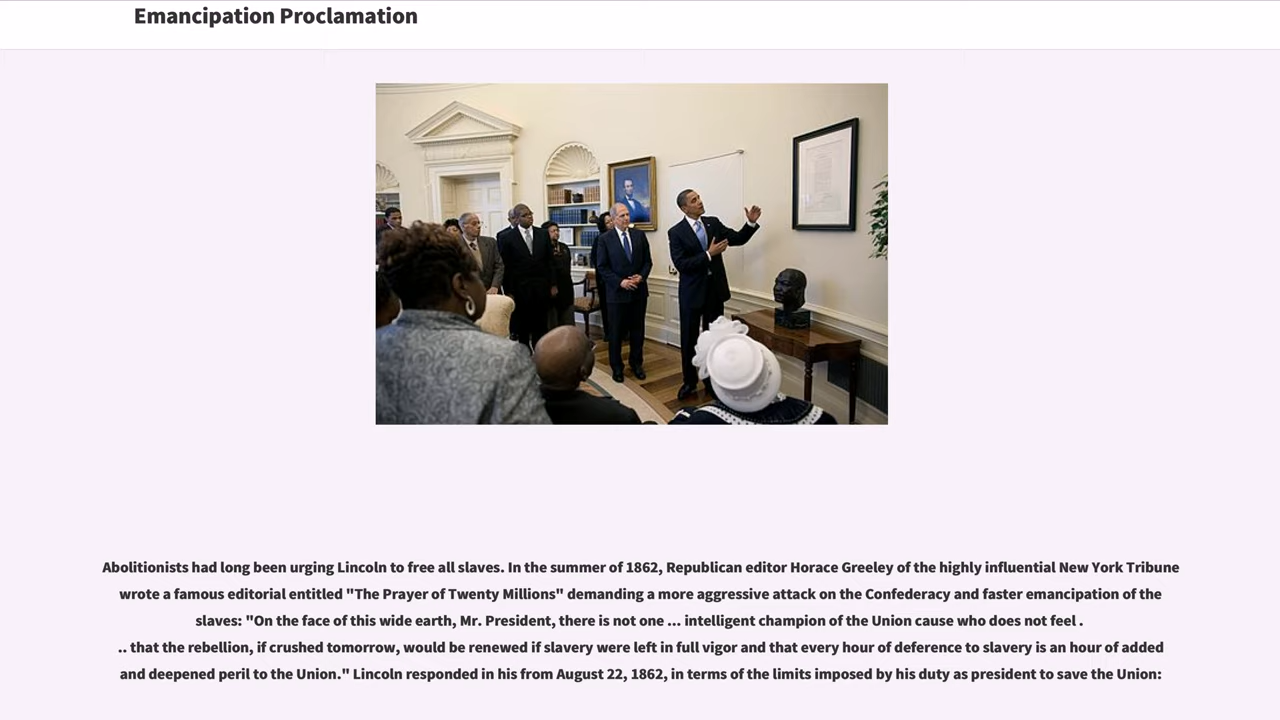 Emancipation Proclamation
Abolitionists had long been urging Lincoln to free all slaves. In the summer of 1862, Republican editor Horace Greeley of the highly influential New York Tribune
wrote a famous editorial entitled "The Prayer of Twenty Millions" demanding a more aggressive attack on the Confederacy and faster emancipation of the
slaves: "On the face of this wide earth, Mr. President, there is not one ... intelligent champion of the Union cause who does not feel .
.. that the rebellion, if crushed tomorrow, would be renewed if slavery were left in full vigor and that every hour of deference to slavery is an hour of added
and deepened peril to the Union." Lincoln responded in his from August 22, 1862, in terms of the limits imposed by his duty as president to save the Union: